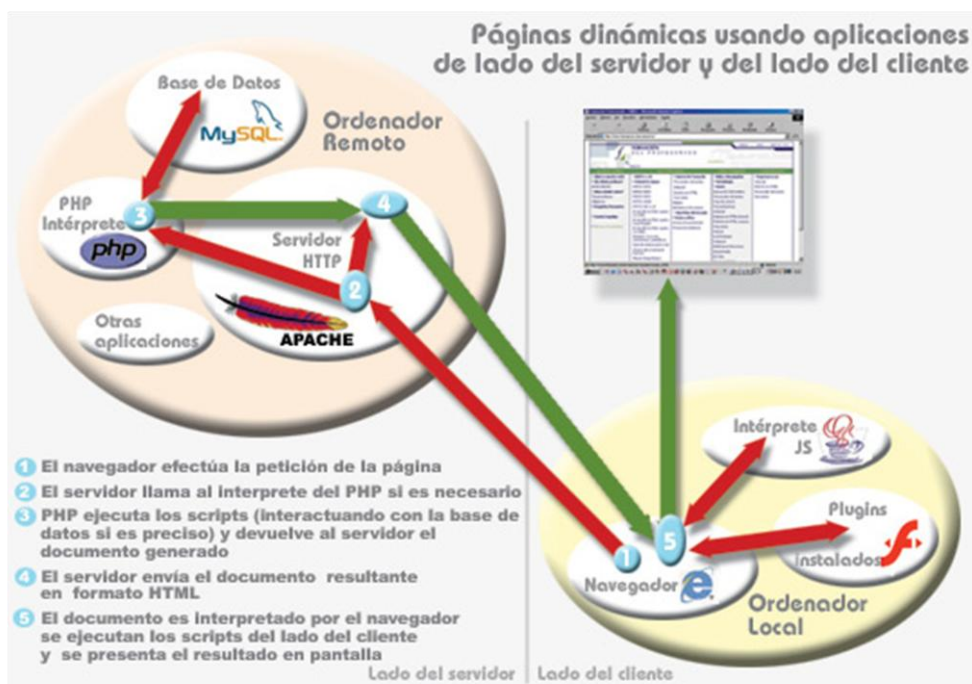 Páginas dinámicas usando aplicaciones
de lado del servidor y del lado del cliente
Base de Datos
MySQL
Ordenador
Remoto
PHP
Intérprete
3
php
4
Servidor
HTTP
2
APACHE
Otras
aplicaciones
1 El navegador efectúa la petición de la página
2 El servidor llama al interprete del PHP si es necesario
3 PHP ejecuta los scripts (interactuando con la base de
datos si es preciso) y devuelve al servidor el
documento generado
4 El servidor envía el documento resultante
en formato HTML
5 El documento es interpretado por el navegador
se ejecutan los scripts del lado del cliente
y se presenta el resultado en pantalla
Intérprete
JS
Plugins
Instalados
5
1
Navegador
Ordenador
Local
Lado del servidor
Lado del cliente